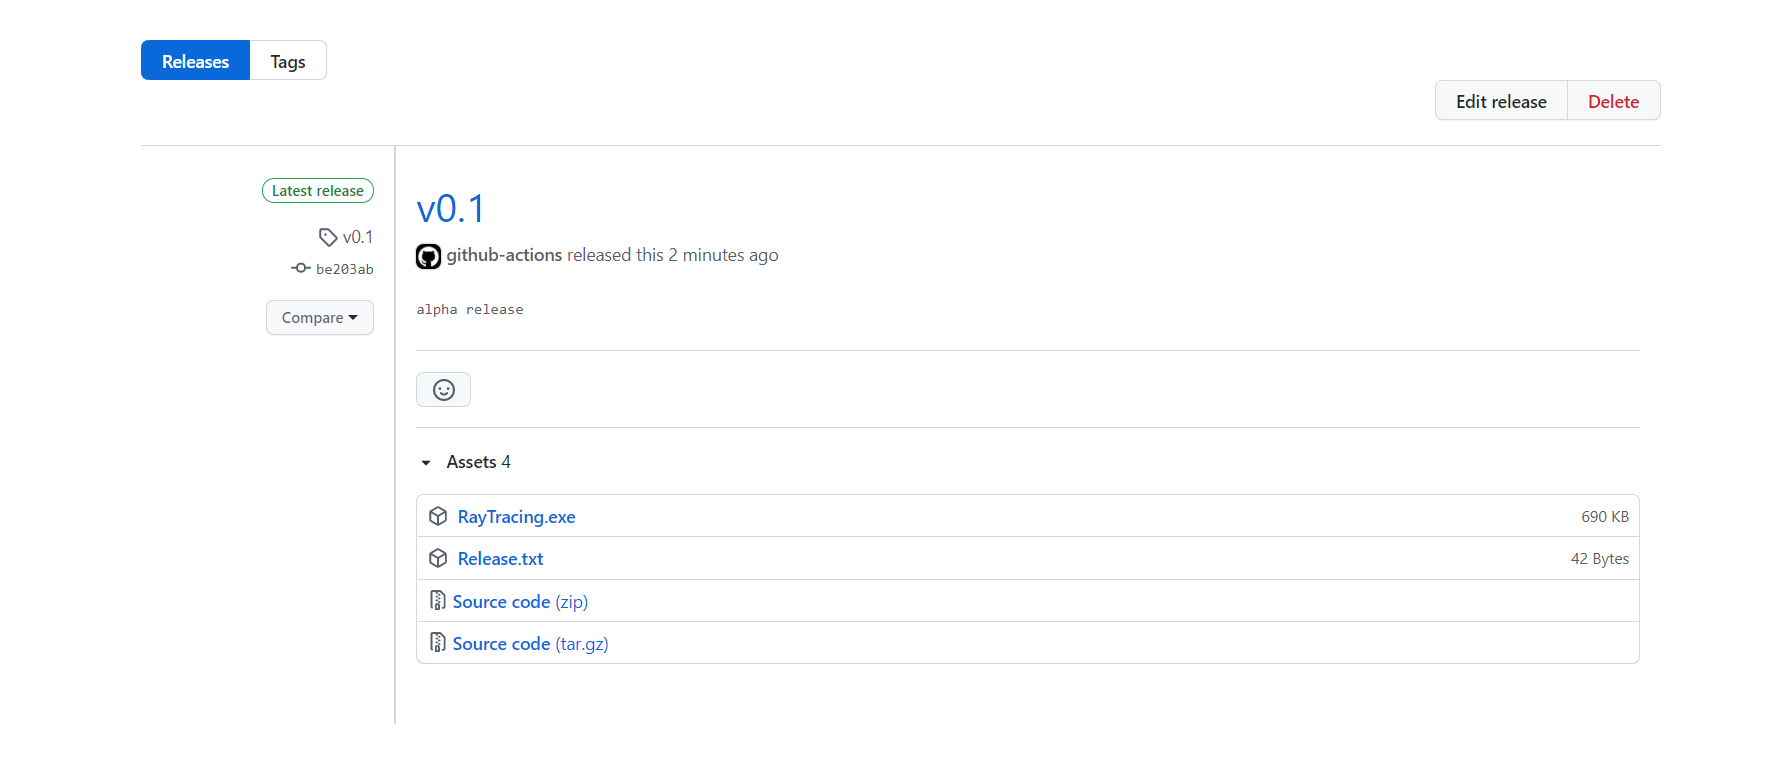 Releases Tags
Edit release Delete
Latest release
v0.1
be203ab
Compare
v0.1
github-actions released this 2 minutes ago
alpha release
Assets 4
RayTracing.exe 690 KB
Release.txt 42 Bytes
Source code (zip)
Source code (tar.gz)